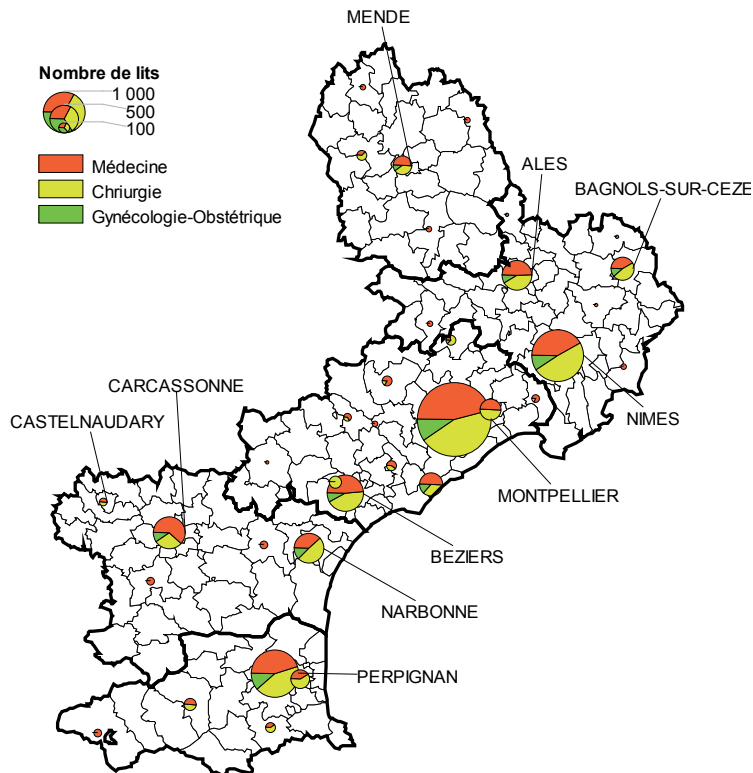 MENDE
Nombre de lits
1 000
500
100
Médecine
Chriurgie
Gynécologie-Obstétrique
ALES
BAGNOLS-SUR-CEZE
CARCASSONNE
CASTELNAUDARY
NIMES
MONTPELLIER
BEZIERS
NARBONNE
PERPIGNAN